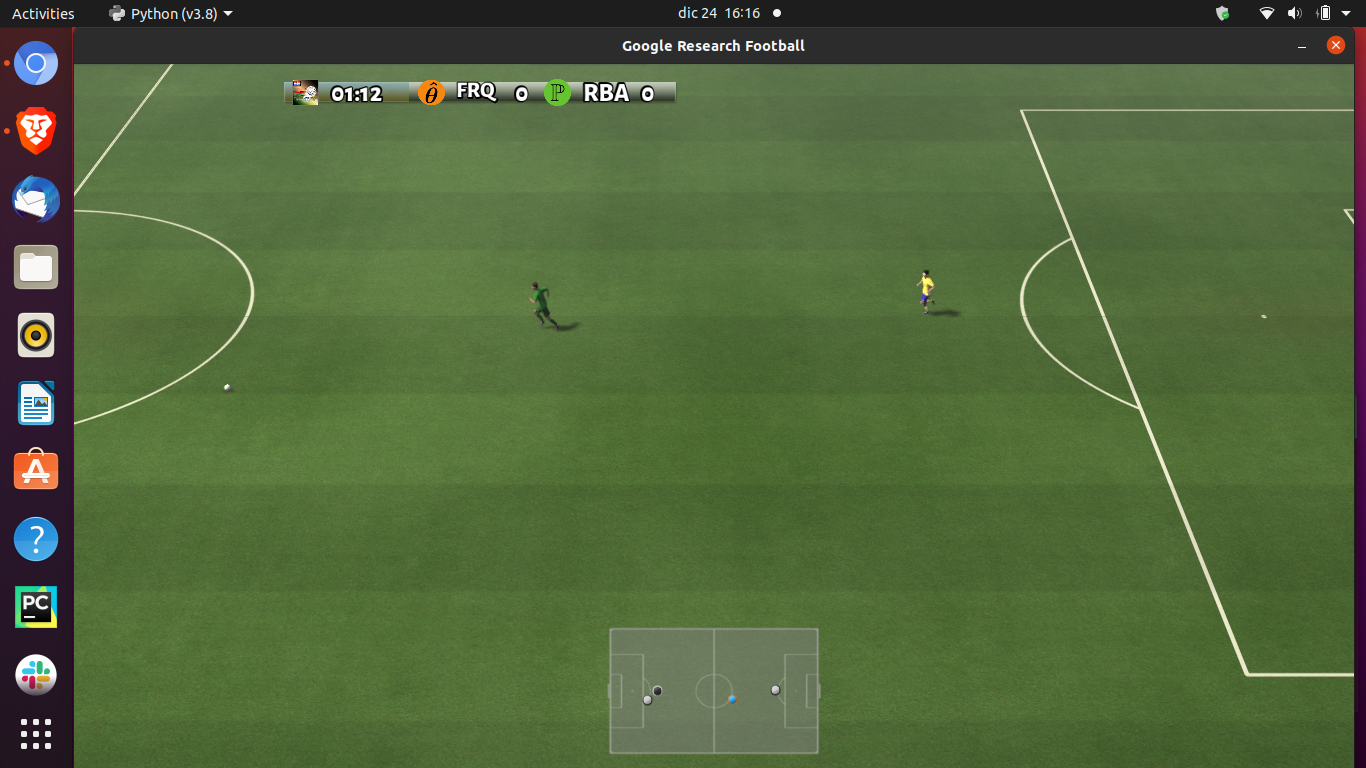 Activities Python (v3.8) dic 24 16:16
Google Research Football
01:12 θ̂ FRQ 0 ℙ RBA 0
?
PC